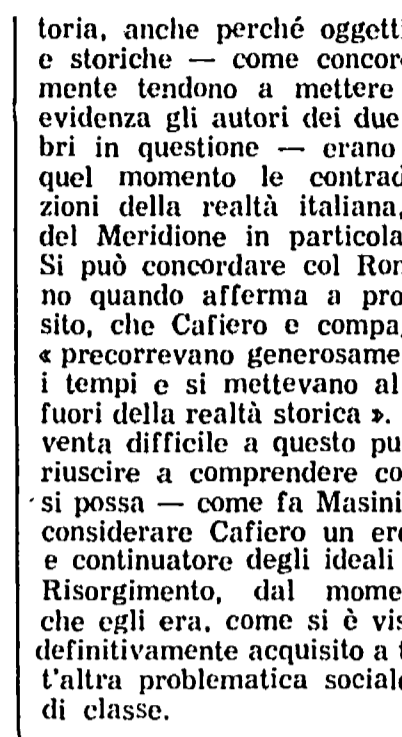 toria, anche perché oggetti
e storiche — come concor
mente tendono a mettere
evidenza gli autori dei due
bri in questione — erano
quel momento le contrad
zioni della realtà italiana,
del Meridione in particola
Si può concordare col Rom
no quando afferma a pro
sito, che Cafiero e compa
« precorrevano generosame
i tempi e si mettevano al
fuori della realtà storica ».
venta difficile a questo pu
riuscire a comprendere co
si possa — come fa Masini
considerare Cafiero un ere
e continuatore degli ideali
Risorgimento, dal mome
che egli era, come si è vis
definitivamente acquisito a t
t'altra problematica sociale
di classe.